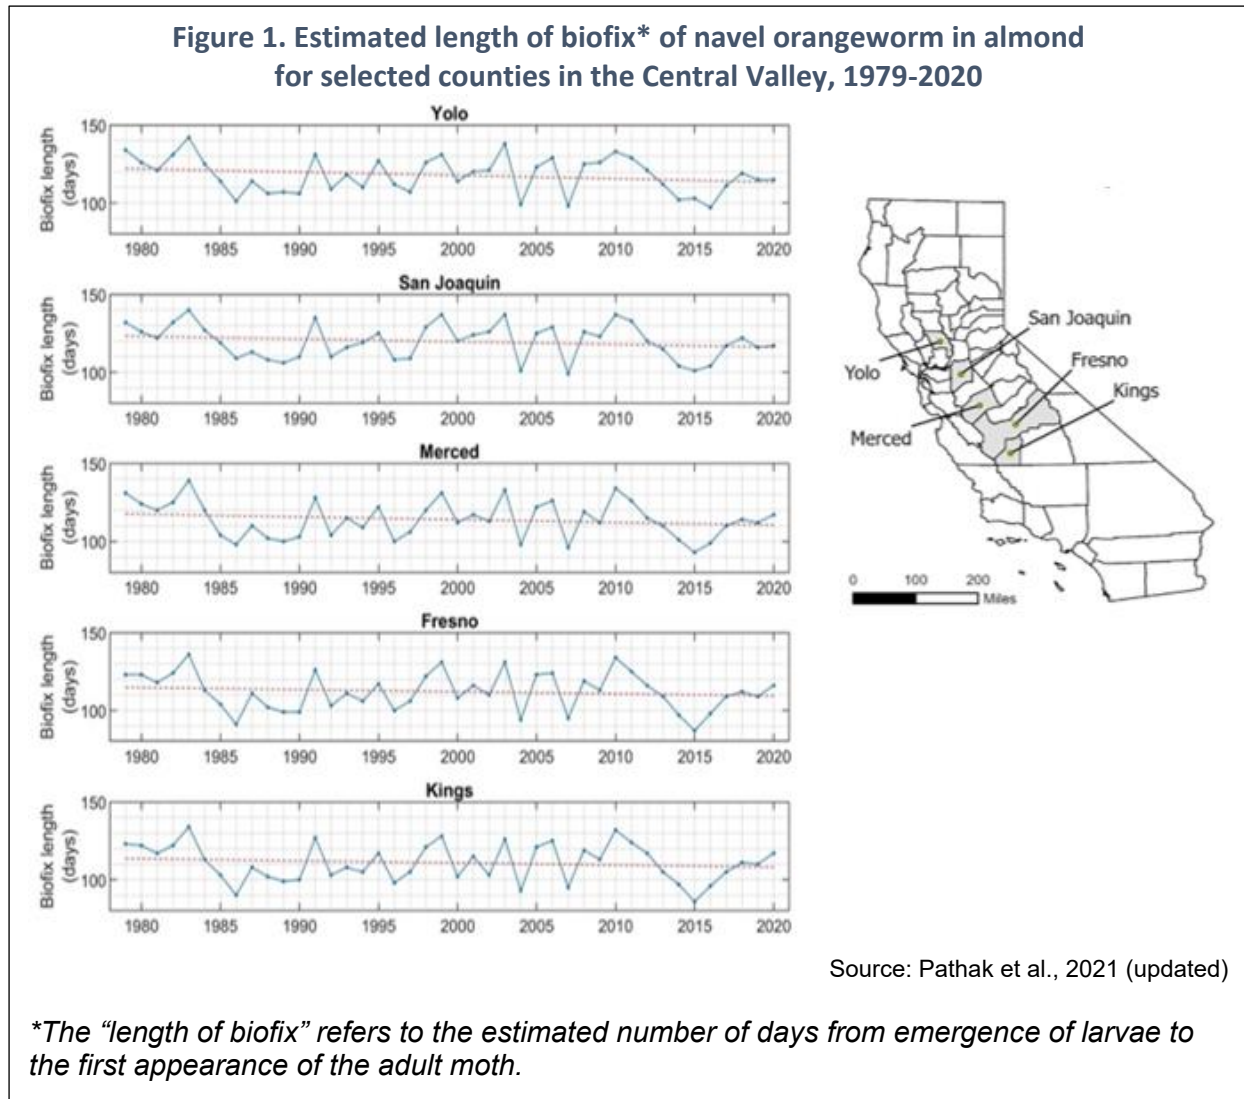 Figure 1. Estimated length of biofix* of navel orangeworm in almond
for selected counties in the Central Valley, 1979-2020
Yolo
Biofix length
(days)
150
100
1980 1985 1990 1995 2000 2005 2010 2015 2020
San Joaquin
Biofix length
(days)
150
100
1980 1985 1990 1995 2000 2005 2010 2015 2020
Merced
Biofix length
(days)
150
100
1980 1985 1990 1995 2000 2005 2010 2015 2020
Fresno
Biofix length
(days)
150
100
1980 1985 1990 1995 2000 2005 2010 2015 2020
Kings
Biofix length
(days)
150
100
1980 1985 1990 1995 2000 2005 2010 2015 2020
San Joaquin
Fresno
Yolo
Kings
Merced
0 100 200
Miles
Source: Pathak et al., 2021 (updated)
*The “length of biofix” refers to the estimated number of days from emergence of larvae to
the first appearance of the adult moth.